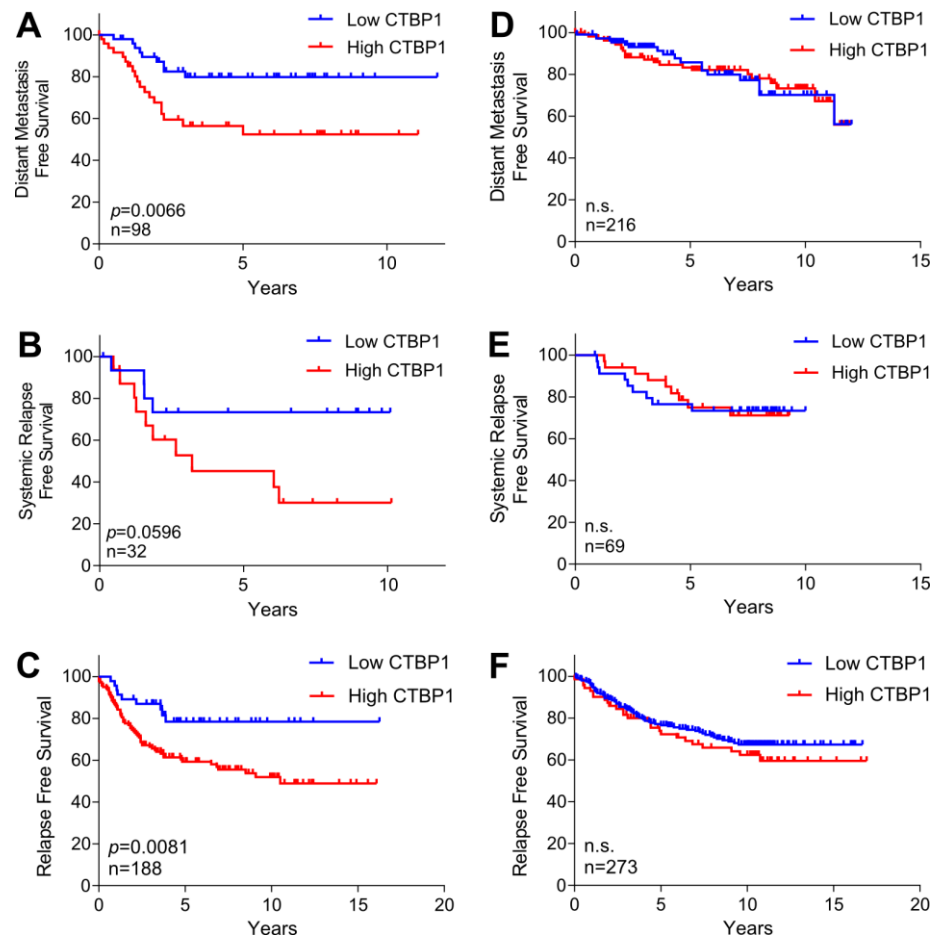 A
Low CTBP1
High CTBP1
Distant Metastasis
Free Survival
100
80
60
40
20
0
p=0.0066
n=98
0
5
10
Years
B
Low CTBP1
High CTBP1
Systemic Relapse
Free Survival
100
80
60
40
20
0
p=0.0596
n=32
0
5
10
Years
C
Low CTBP1
High CTBP1
Relapse Free Survival
100
80
60
40
20
0
p=0.0081
n=188
0
5
10
15
20
Years
D
Low CTBP1
High CTBP1
Distant Metastasis
Free Survival
100
80
60
40
20
0
n.s.
n=216
0
5
10
15
Years
E
Low CTBP1
High CTBP1
Systemic Relapse
Free Survival
100
80
60
40
20
0
n.s.
n=69
0
5
10
15
Years
F
Low CTBP1
High CTBP1
Relapse Free Survival
100
80
60
40
20
0
n.s.
n=273
0
5
10
15
20
Years